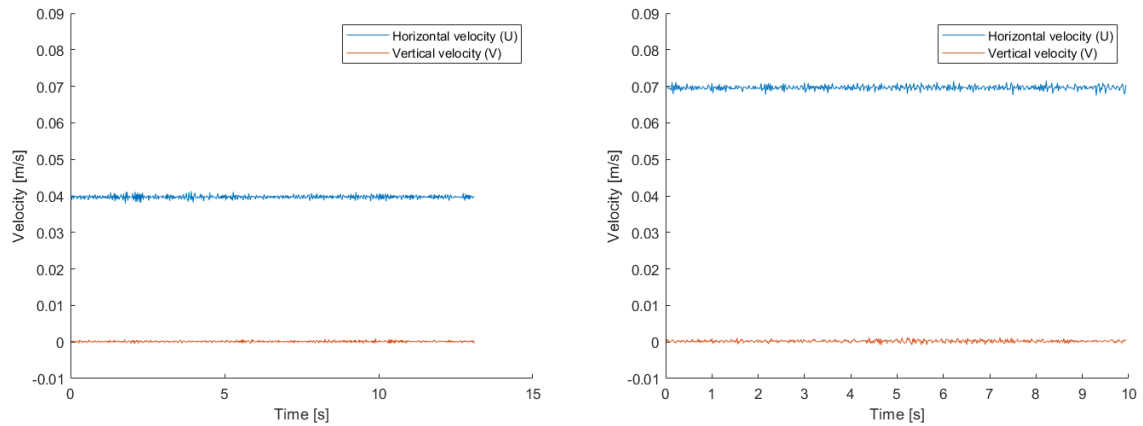 0.09
0.08
0.07
0.06
0.05
0.04
0.03
0.02
0.01
0
-0.01
Velocity [m/s]
Horizontal velocity (U)
Vertical velocity (V)
0 5 10 15
Time [s]
0.09
0.08
0.07
0.06
0.05
0.04
0.03
0.02
0.01
0
-0.01
Velocity [m/s]
Horizontal velocity (U)
Vertical velocity (V)
0 1 2 3 4 5 6 7 8 9 10
Time [s]